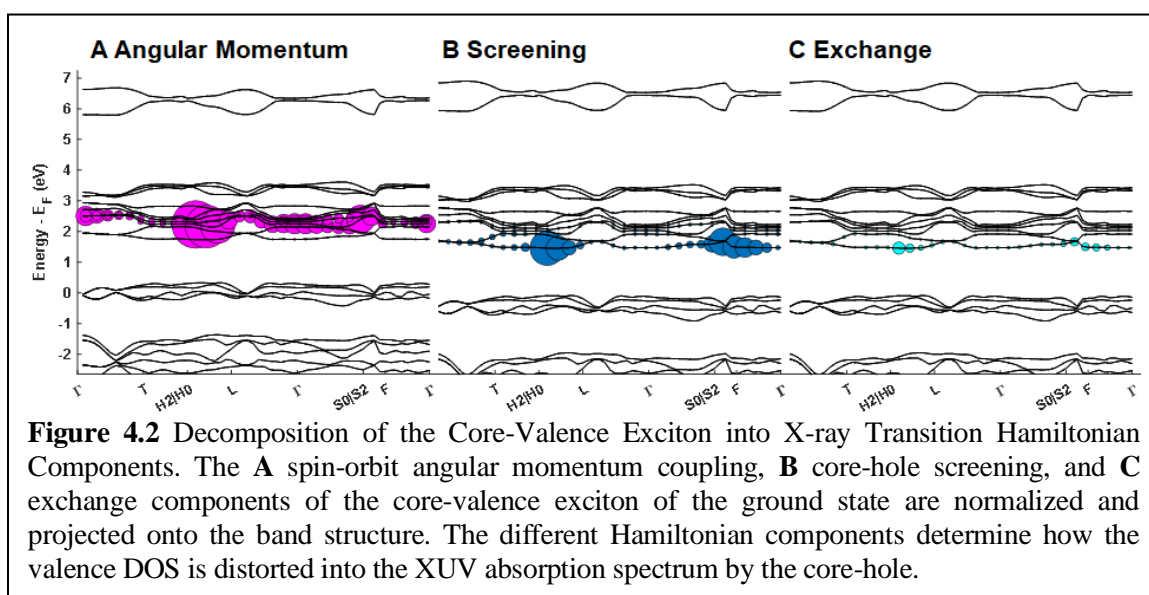 A Angular Momentum
B Screening
C Exchange
Energy - E_F (eV)
7
6
5
4
3
2
1
0
-1
-2
Γ T H2|H0 L Γ S0|S2 F Γ
T H2|H0 L Γ S0|S2 F Γ
T H2|H0 L Γ S0|S2 F Γ
Figure 4.2 Decomposition of the Core-Valence Exciton into X-ray Transition Hamiltonian
Components. The A spin-orbit angular momentum coupling, B core-hole screening, and C
exchange components of the core-valence exciton of the ground state are normalized and
projected onto the band structure. The different Hamiltonian components determine how the
valence DOS is distorted into the XUV absorption spectrum by the core-hole.